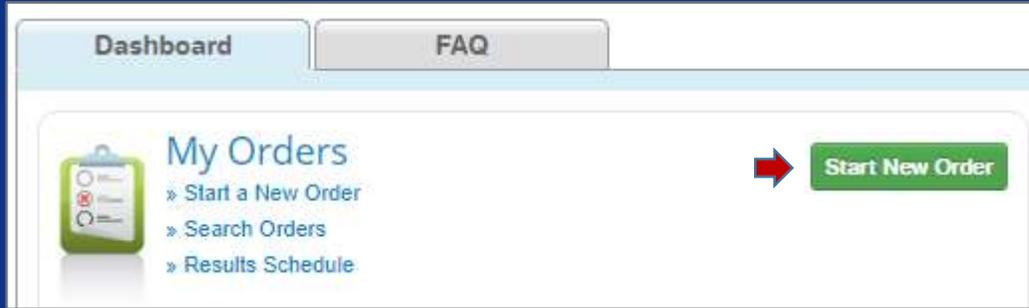 Dashboard FAQ
My Orders
Start New Order
» Start a New Order
» Search Orders
» Results Schedule